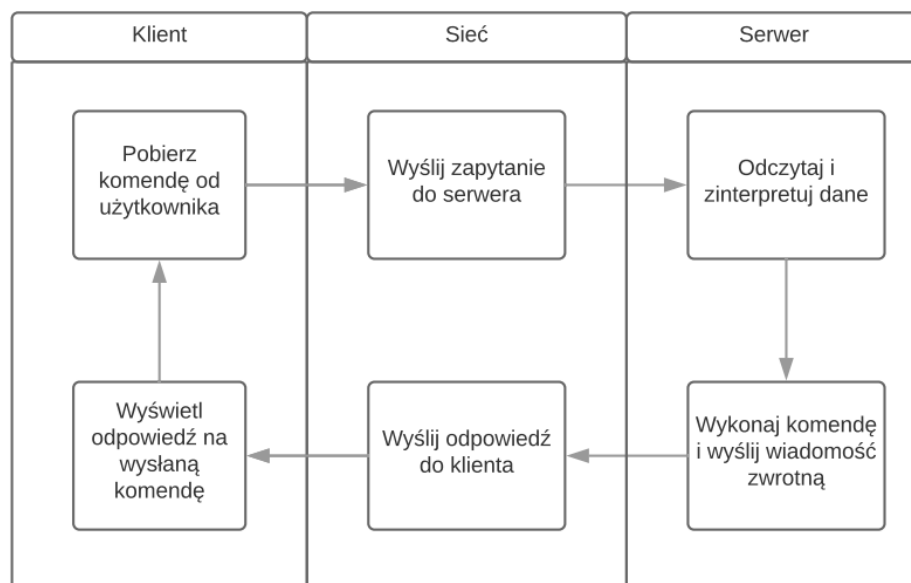 Klient
Sieć
Serwer
Pobierz
komendę od
użytkownika
Wyślij zapytanie
do serwera
Odczytaj i
zinterpretuj dane
Wyświetl
odpowiedź na
wysłaną
komendę
Wyślij odpowiedź
do klienta
Wykonaj komendę
i wyślij wiadomość
zwrotną